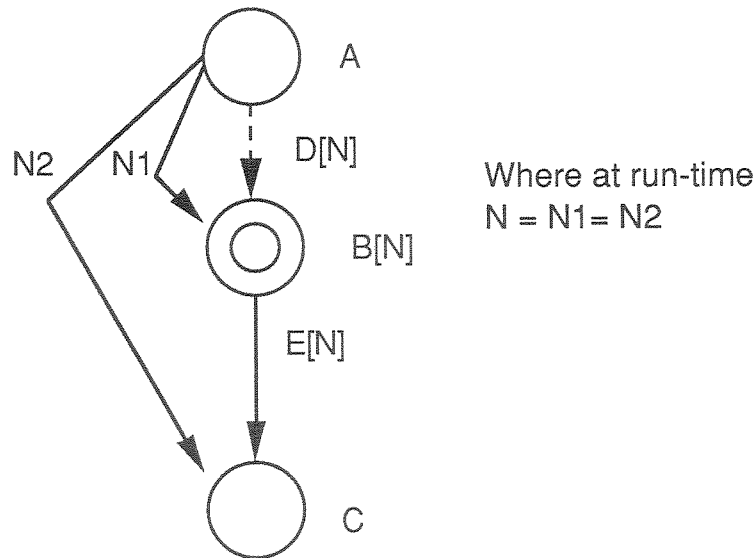 A
N2
N1
D[N]
Where at run-time
N = N1= N2
B[N]
E[N]
C